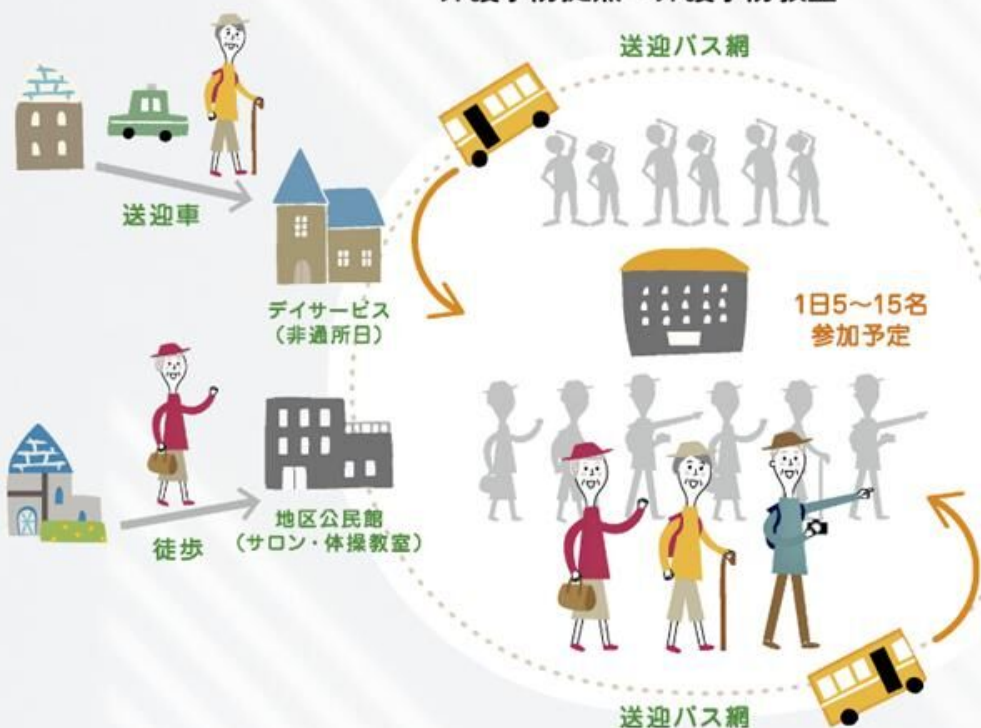 送迎バス網
送迎車
デイサービス
(非通所日)
1日5〜15名
参加予定
地区公民館
(サロン・体操教室)
徒歩
送迎バス網